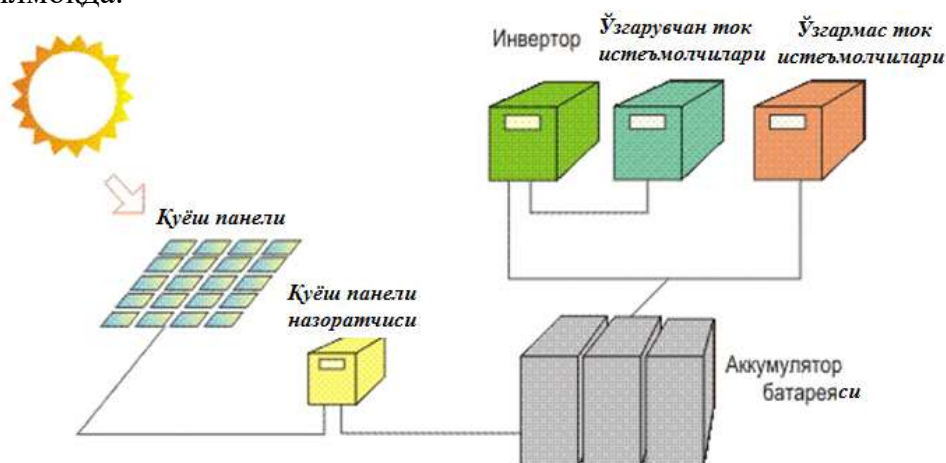 Инвертор
Ўзгарувчан ток
истеъмолчилари
Ўзгармас ток
истеъмолчилари
Қуёш панели
Қуёш панели
назоратчиси
Аккумулятор
батареяси